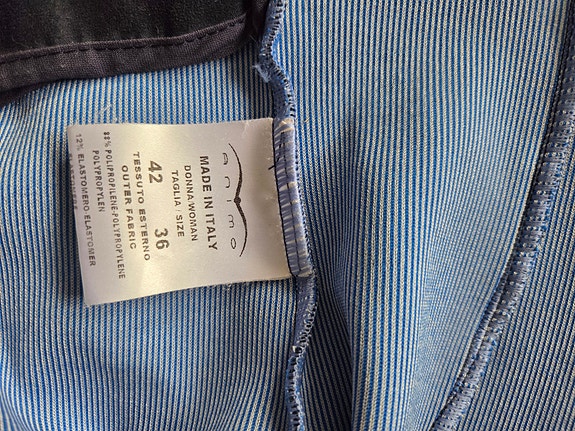 animo
MADE IN ITALY
DONNA/WOMAN
TAGLIA / SIZE
42 36
TESSUTO ESTERNO
OUTER FABRIC
88% POLIPROPILENE-POLYPROPYLENE
POLYPROPYLEN
12% ELASTOMERO-ELASTOMER